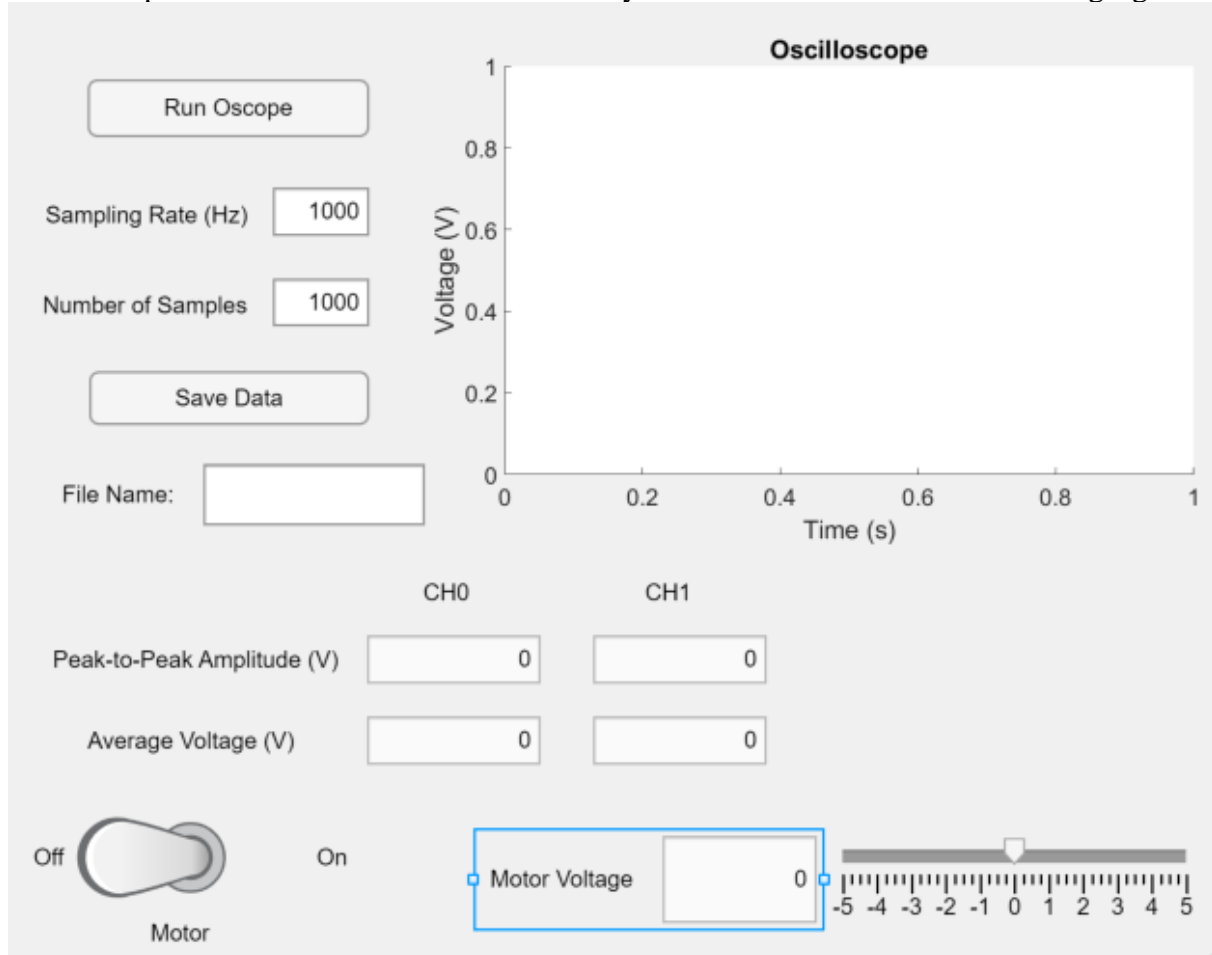 Oscilloscope
Run Oscope
Sampling Rate (Hz) 1000
Number of Samples 1000
Save Data
File Name:
Voltage (V)
1
0.8
0.6
0.4
0.2
0
0 0.2 0.4 0.6 0.8 1
Time (s)
CH0 CH1
Peak-to-Peak Amplitude (V) 0 0
Average Voltage (V) 0 0
Off On
Motor
Motor Voltage 0
-5 -4 -3 -2 -1 0 1 2 3 4 5